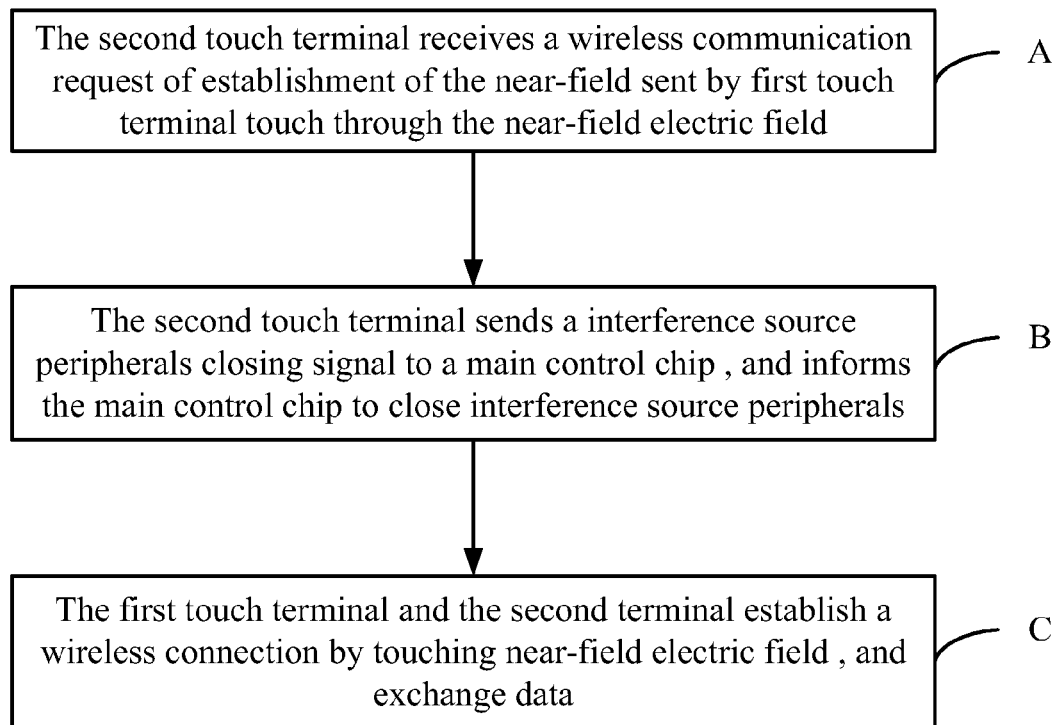 The second touch terminal receives a wireless communication
request of establishment of the near-field sent by first touch
terminal touch through the near-field electric field
A
The second touch terminal sends a interference source
peripherals closing signal to a main control chip , and informs
the main control chip to close interference source peripherals
B
The first touch terminal and the second terminal establish a
wireless connection by touching near-field electric field , and
exchange data
C